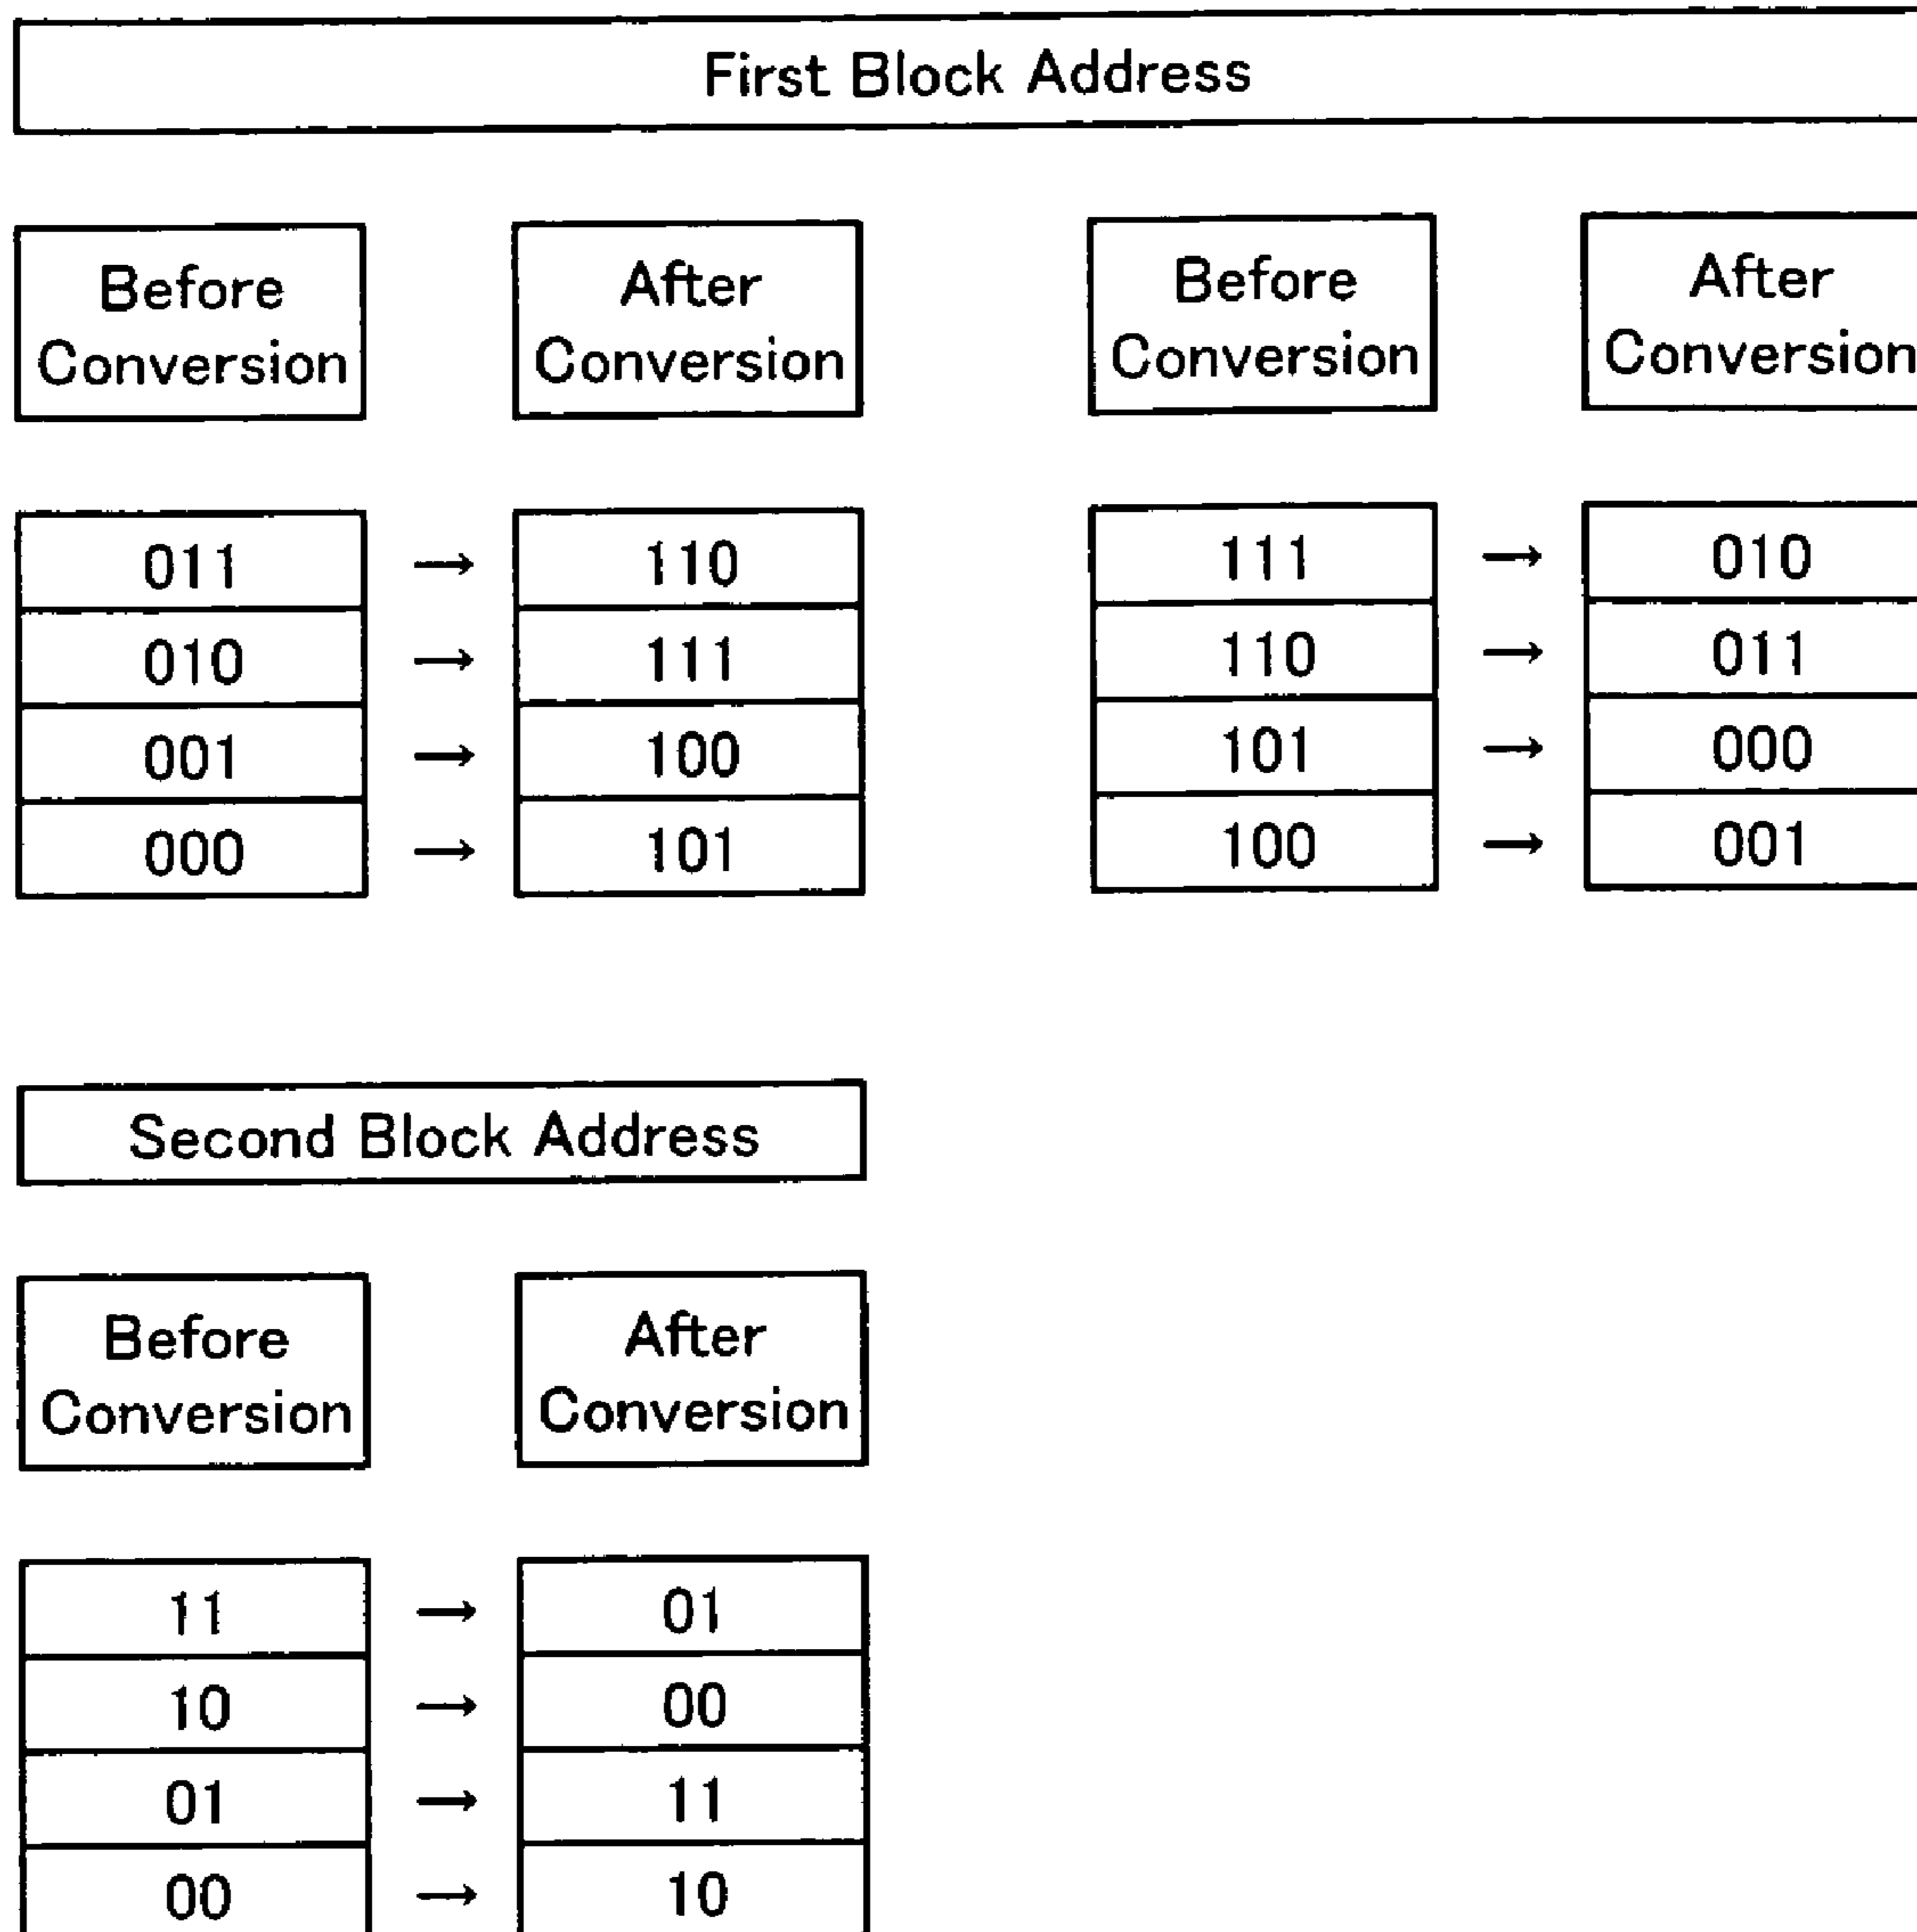 First Block Address
Before Conversion After Conversion Before Conversion After Conversion
011 → 110 111 → 010
010 → 111 110 → 011
001 → 100 101 → 000
000 → 101 100 → 001
Second Block Address
Before Conversion After Conversion
11 → 01
10 → 00
01 → 11
00 → 10